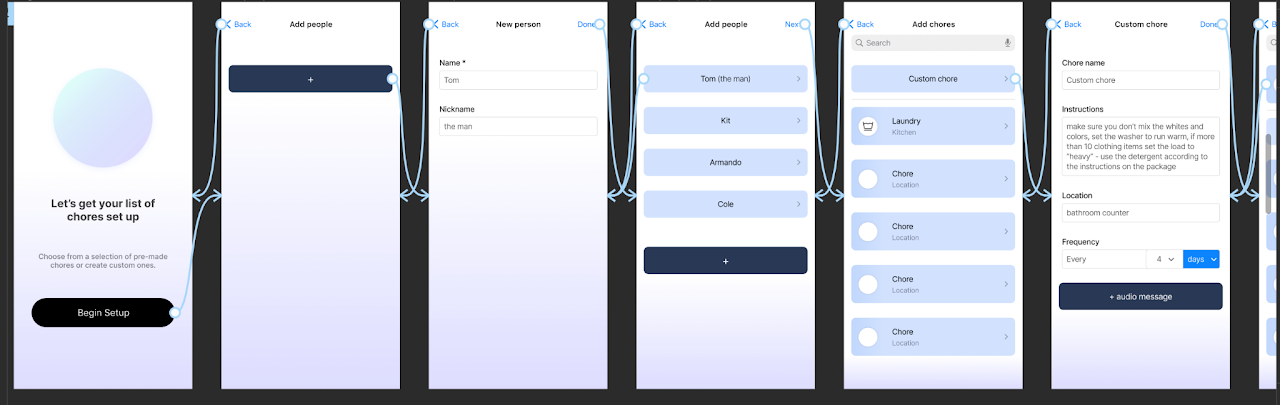 Let's get your list of
chores set up
Choose from a selection of pre-made
chores or create custom ones.
Begin Setup
Back
Add people
+
Back
New person
Done
Name *
Tom
Nickname
the man
Back
Add people
Next
Tom (the man)
Kit
Armando
Cole
+
Back
Add chores
Search
Custom chore
Laundry
Kitchen
Chore
Location
Chore
Location
Chore
Location
Chore
Location
Back
Custom chore
Done
Chore name
Custom chore
Instructions
make sure you don't mix the whites and
colors, set the washer to run warm, if more
than 10 clothing items set the load to
"heavy" - use the detergent according to
the instructions on the package
Location
bathroom counter
Frequency
Every
4
days
+ audio message